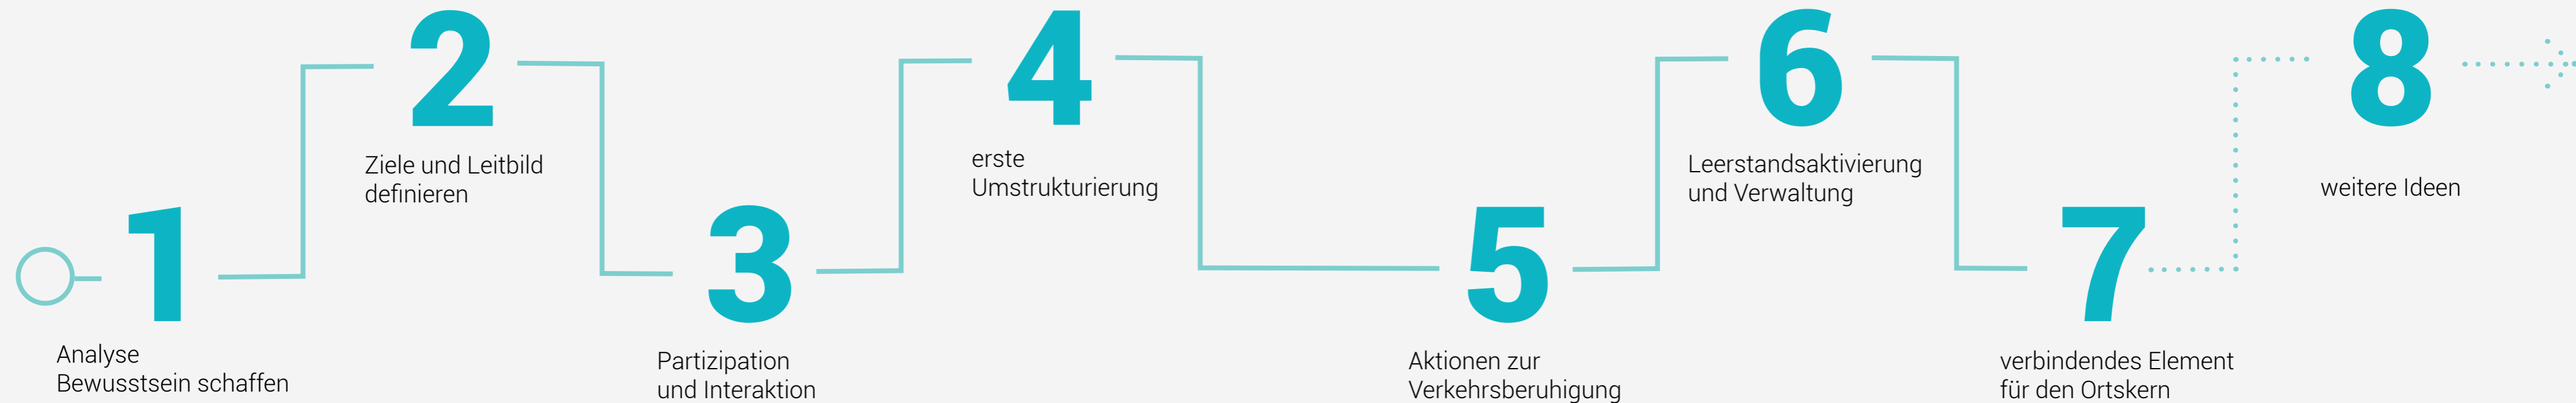 1
Analyse
Bewusstsein schaffen
2
Ziele und Leitbild
definieren
3
Partizipation
und Interaktion
4
erste
Umstrukturierung
5
Aktionen zur
Verkehrsberuhigung
6
Leerstandsaktivierung
und Verwaltung
7
verbindendes Element
für den Ortskern
8
weitere Ideen